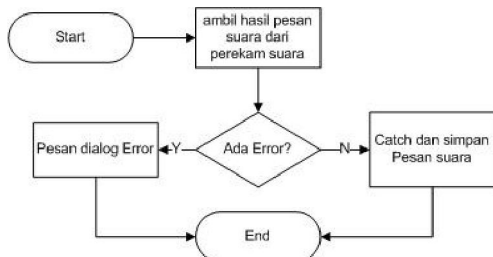 Start
ambil hasil pesan
suara dari
perekam suara
Pesan dialog Error
Y
Ada Error?
N
Catch dan simpan
Pesan suara
End